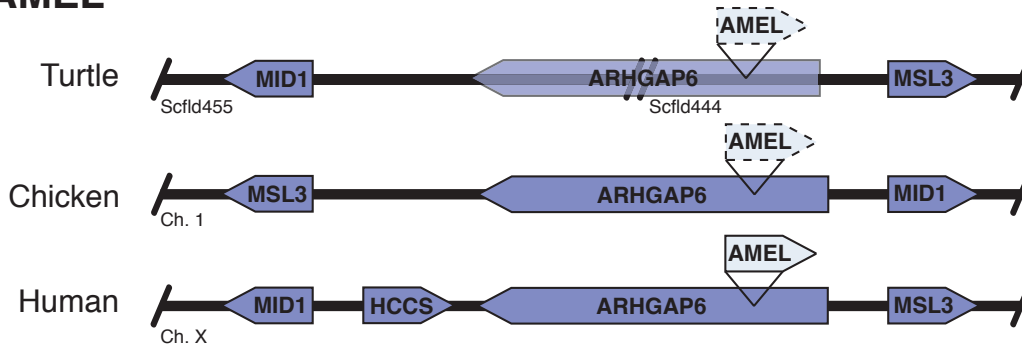 AMEL
AMEL
Turtle MID1 ARHGAP6 MSL3
Scfld455 Scfld444
AMEL
Chicken MSL3 ARHGAP6 MID1
Ch. 1
AMEL
Human MID1 HCCS ARHGAP6 MSL3
Ch. X